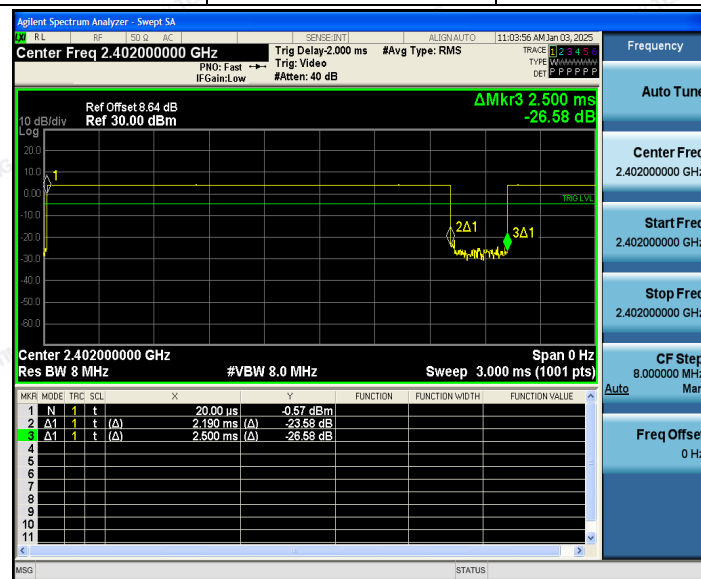 Agilent Spectrum Analyzer - Swept SA
LXI RL RF 50 Ω AC SENSE:INT ALIGNAUTO 11:03:56 AM Jan 03, 2025
Center Freq 2.402000000 GHz
PNO: Fast
IFGain:Low
Trig Delay-2.000 ms
Trig: Video
#Atten: 40 dB
#Avg Type: RMS
TRACE 1 2 3 4 5 6
TYPE WWWWWW
DET P P P P P P
Frequency
Ref Offset 8.64 dB
10 dB/div Ref 30.00 dBm
Log
ΔMkr3 2.500 ms
-26.58 dB
20.0
10.0
0.00
-10.0
-20.0
-30.0
-40.0
-50.0
-60.0
1
TRIG LVL
2Δ1
3Δ1
Center 2.402000000 GHz Span 0 Hz
Res BW 8 MHz #VBW 8.0 MHz Sweep 3.000 ms (1001 pts)
MKR MODE TRC SCL X Y FUNCTION FUNCTION WIDTH FUNCTION VALUE
1 N 1 t 20.00 µs -0.57 dBm
2 Δ1 1 t (Δ) 2.190 ms (Δ) -23.58 dB
3 Δ1 1 t (Δ) 2.500 ms (Δ) -26.58 dB
4
5
6
7
8
9
10
11
MSG STATUS
Auto Tune
Center Freq
2.402000000 GHz
Start Freq
2.402000000 GHz
Stop Freq
2.402000000 GHz
CF Step
8.000000 MHz
Auto Man
Freq Offset
0 Hz